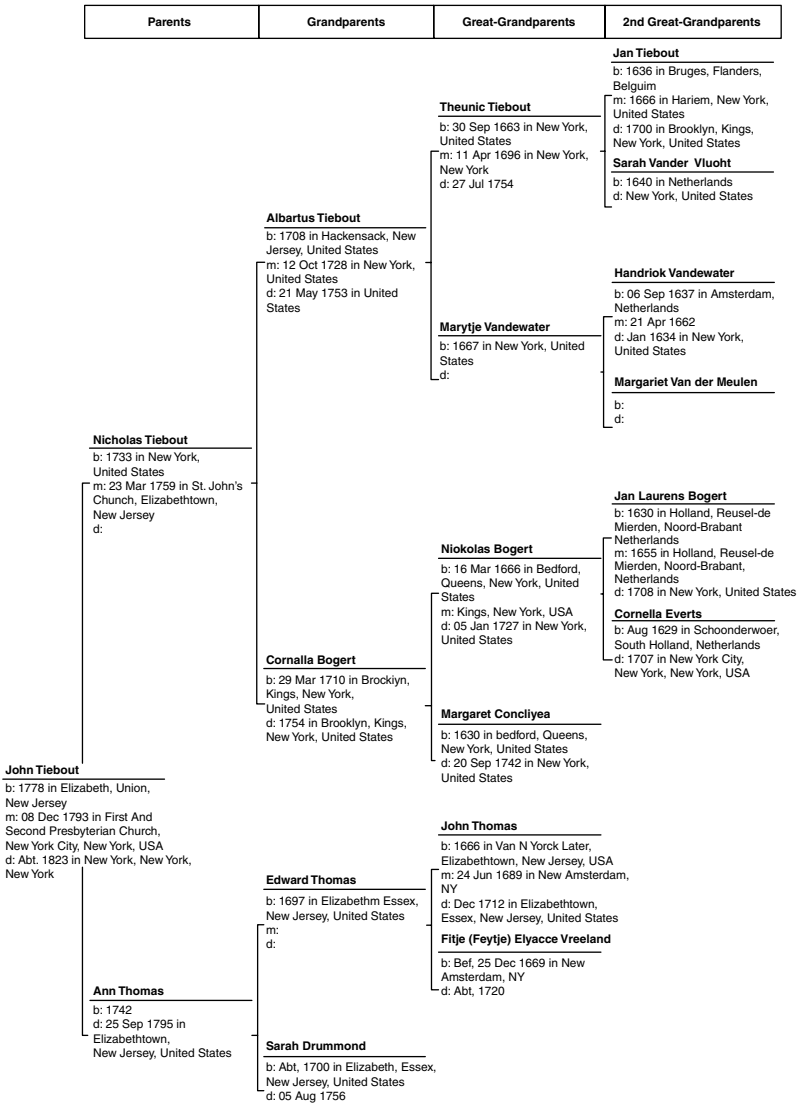 Parents
Grandparents
Great-Grandparents
2nd Great-Grandparents
Jan Tiebout
b: 1636 in Bruges, Flanders,
Belguim
m: 1666 in Hariem, New York,
United States
d: 1700 in Brooklyn, Kings,
New York, United States
Theunic Tiebout
b: 30 Sep 1663 in New York,
United States
m: 11 Apr 1696 in New York,
New York
d: 27 Jul 1754
Sarah Vander Vluoht
b: 1640 in Netherlands
d: New York, United States
Albartus Tiebout
b: 1708 in Hackensack, New
Jersey, United States
m: 12 Oct 1728 in New York,
United States
d: 21 May 1753 in United
States
Handriok Vandewater
b: 06 Sep 1637 in Amsterdam,
Netherlands
m: 21 Apr 1662
d: Jan 1634 in New York,
United States
Marytje Vandewater
b: 1667 in New York, United
States
d:
Margariet Van der Meulen
b:
d:
Nicholas Tiebout
b: 1733 in New York,
United States
m: 23 Mar 1759 in St. John's
Church, Elizabethtown,
New Jersey
d:
Jan Laurens Bogert
b: 1630 in Holland, Reusel-de
Mierden, Noord-Brabant
Netherlands
m: 1655 in Holland, Reusel-de
Mierden, Noord-Brabant,
Netherlands
d: 1708 in New York, United States
Niokolas Bogert
b: 16 Mar 1666 in Bedford,
Queens, New York, United
States
m: Kings, New York, USA
d: 05 Jan 1727 in New York,
United States
Cornella Everts
b: Aug 1629 in Schoonderwoer,
South Holland, Netherlands
d: 1707 in New York City,
New York, New York, USA
Cornalla Bogert
b: 29 Mar 1710 in Brockiyn,
Kings, New York,
United States
d: 1754 in Brooklyn, Kings,
New York, United States
Margaret Concliyea
b: 1630 in bedford, Queens,
New York, United States
d: 20 Sep 1742 in New York,
United States
John Tiebout
b: 1778 in Elizabeth, Union,
New Jersey
m: 08 Dec 1793 in First And
Second Presbyterian Church,
New York City, New York, USA
d: Abt. 1823 in New York, New York,
New York
John Thomas
b: 1666 in Van N Yorck Later,
Elizabethtown, New Jersey, USA
m: 24 Jun 1689 in New Amsterdam,
NY
d: Dec 1712 in Elizabethtown,
Essex, New Jersey, United States
Edward Thomas
b: 1697 in Elizabethm Essex,
New Jersey, United States
m:
d:
Fitje (Feytje) Elyacce Vreeland
b: Bef, 25 Dec 1669 in New
Amsterdam, NY
d: Abt, 1720
Ann Thomas
b: 1742
d: 25 Sep 1795 in
Elizabethtown,
New Jersey, United States
Sarah Drummond
b: Abt, 1700 in Elizabeth, Essex,
New Jersey, United States
d: 05 Aug 1756